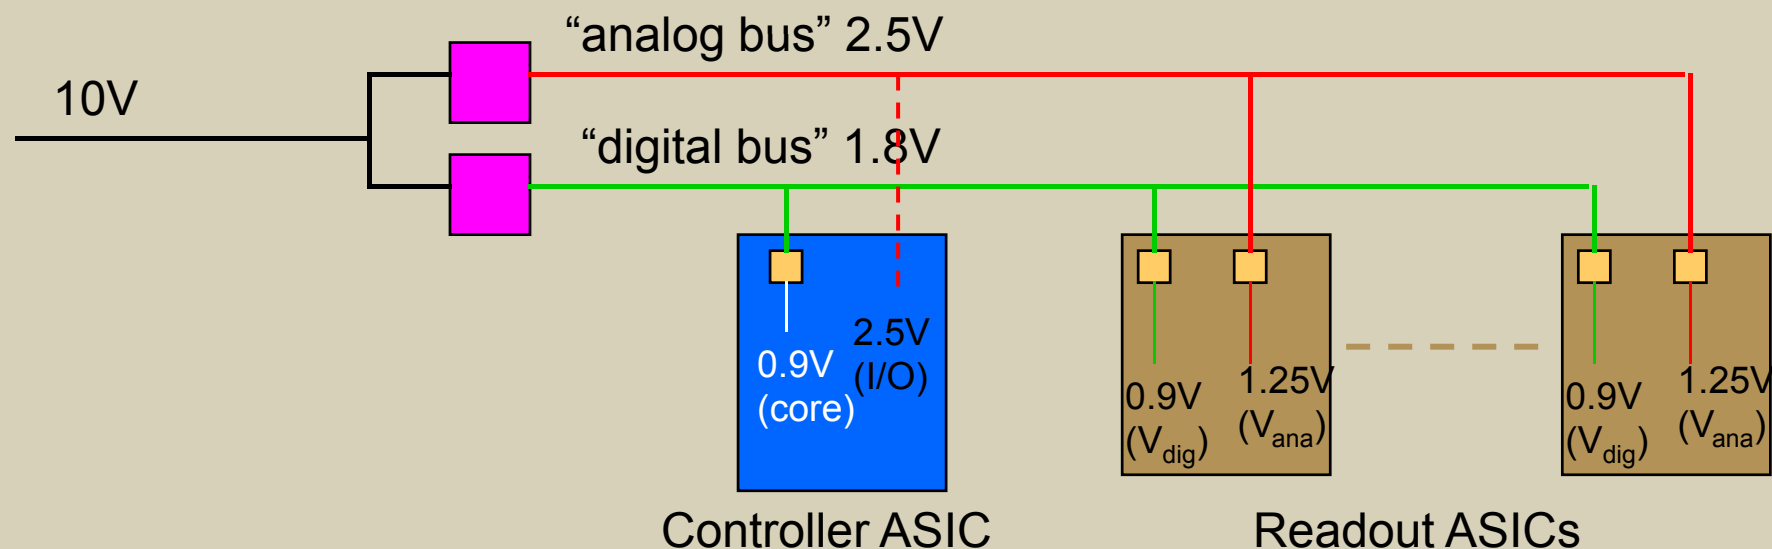 “analog bus” 2.5V
10V
“digital bus” 1.8V
0.9V
(core)
2.5V
(I/O)
0.9V
(Vdig)
1.25V
(Vana)
0.9V
(Vdig)
1.25V
(Vana)
Controller ASIC
Readout ASICs